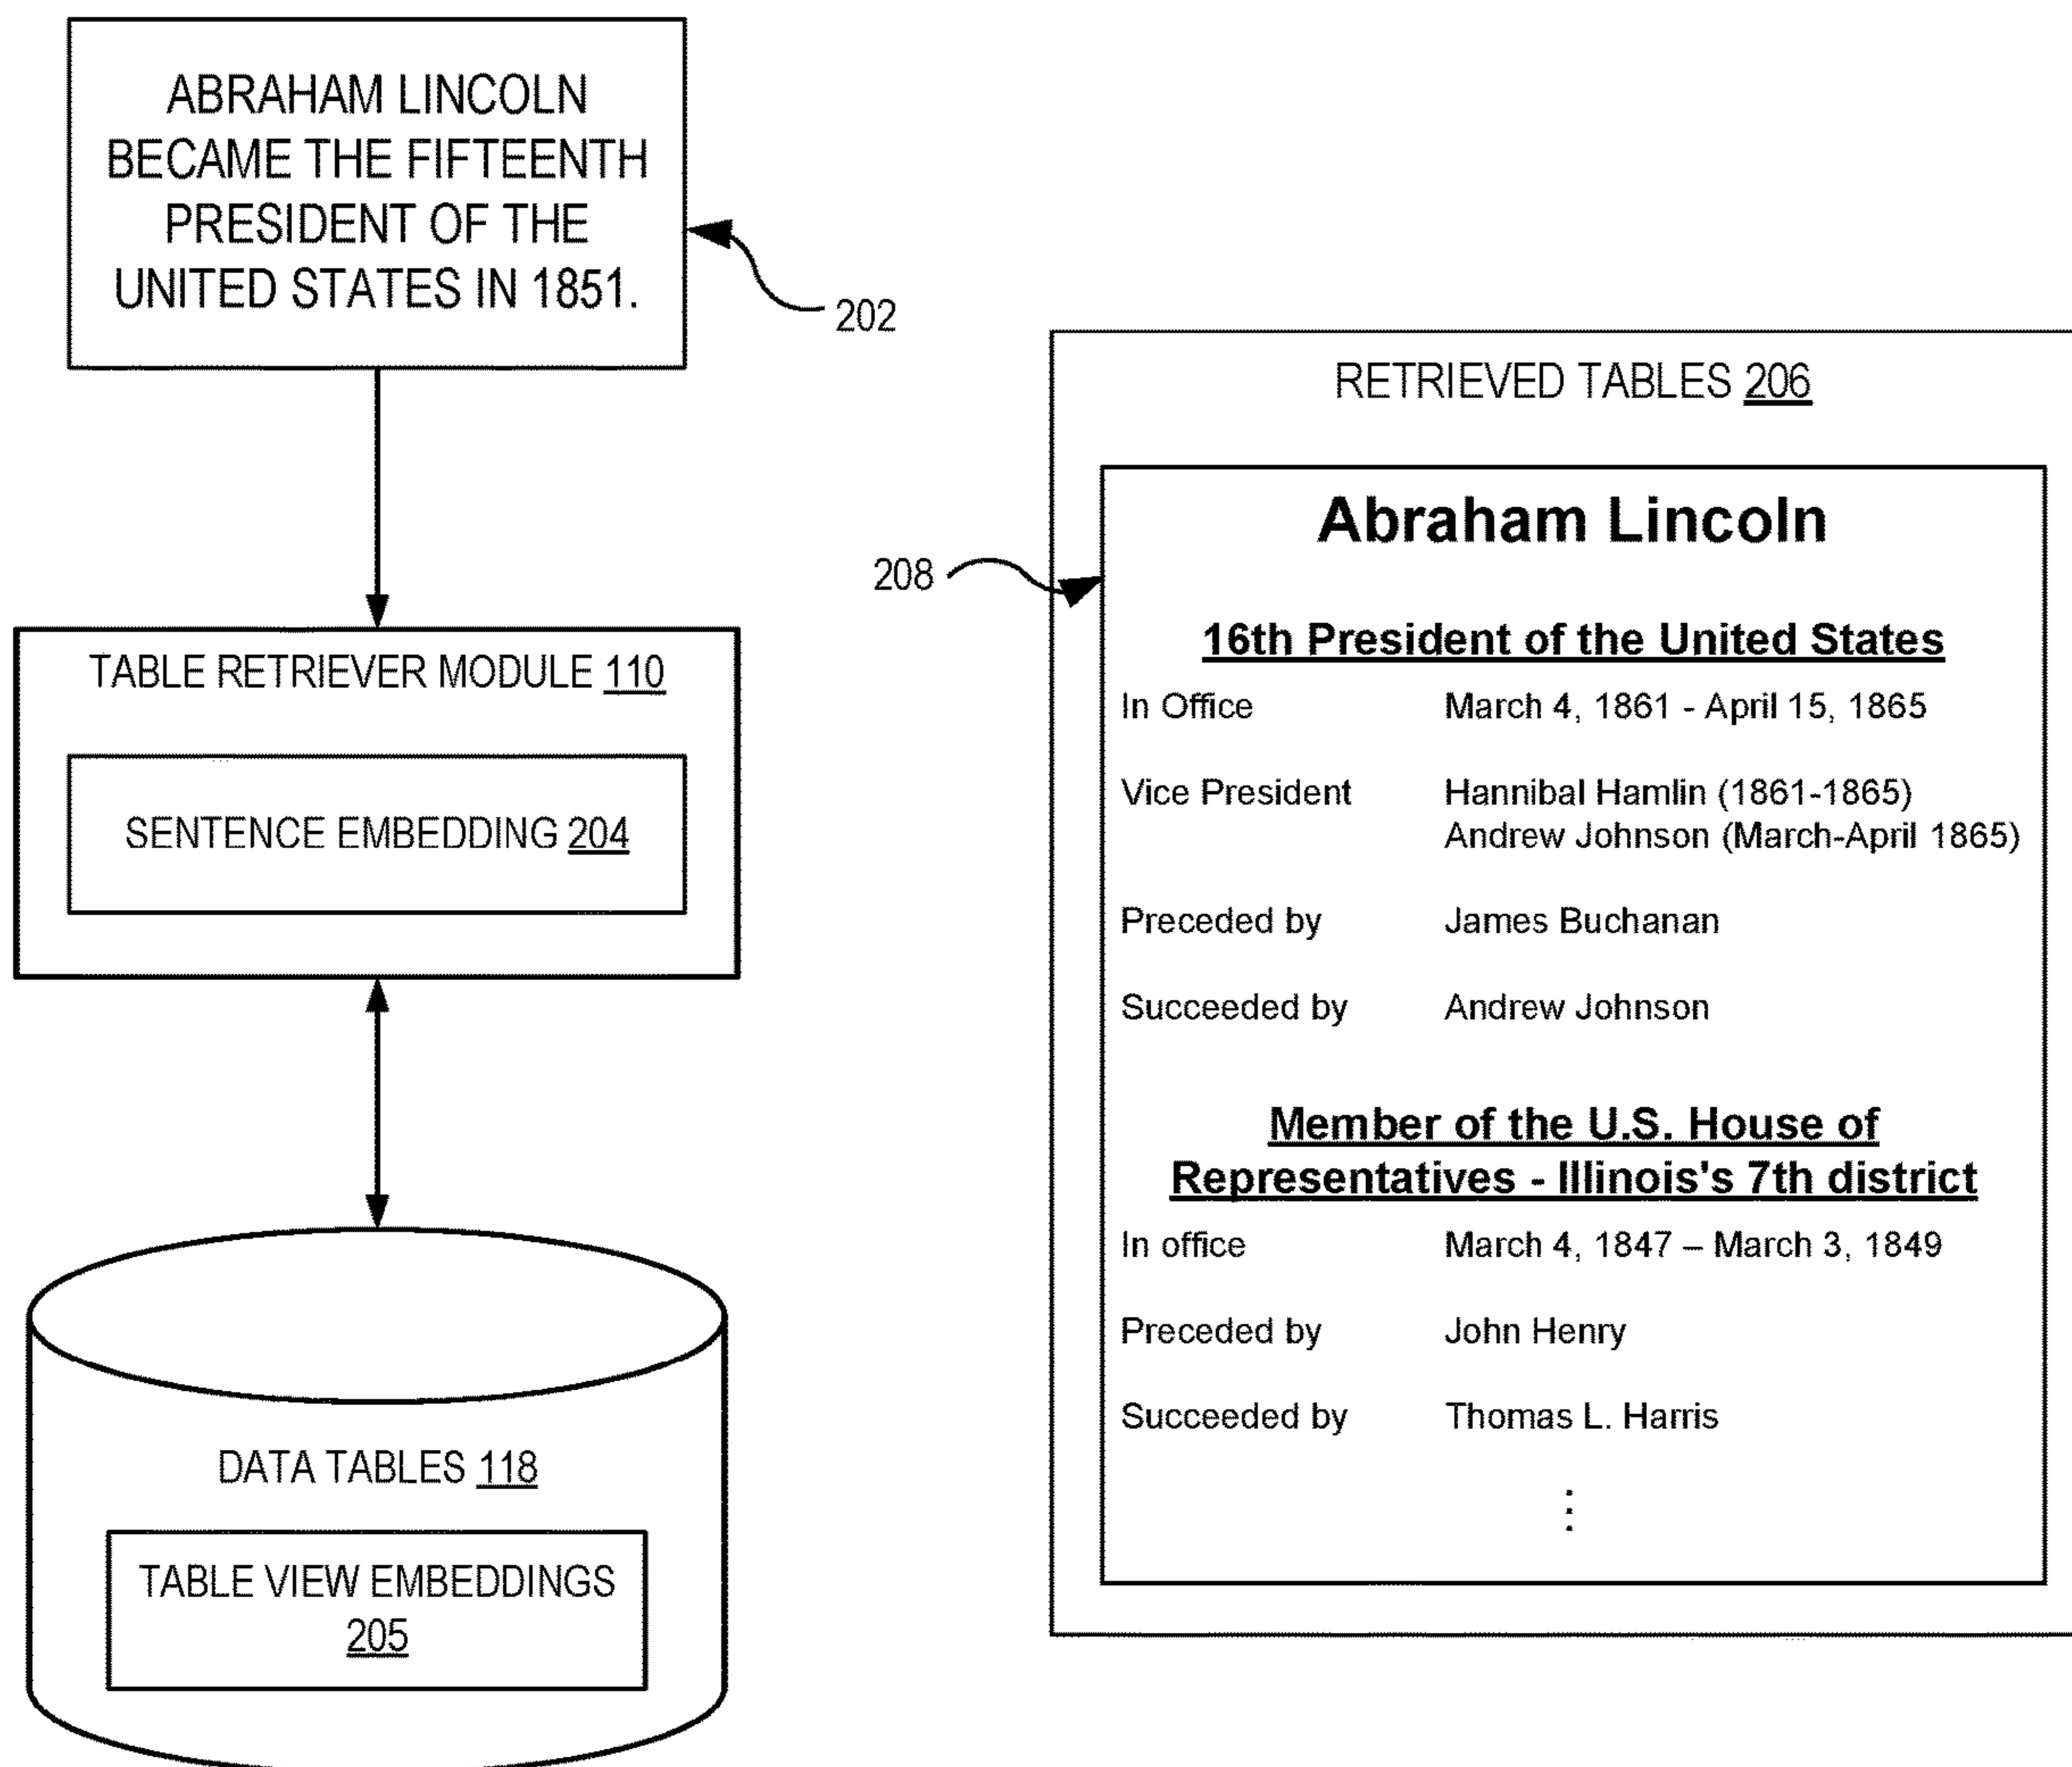 ABRAHAM LINCOLN
BECAME THE FIFTEENTH
PRESIDENT OF THE
UNITED STATES IN 1851.
202
TABLE RETRIEVER MODULE 110
SENTENCE EMBEDDING 204
DATA TABLES 118
TABLE VIEW EMBEDDINGS
205
RETRIEVED TABLES 206
208
Abraham Lincoln
16th President of the United States
In Office March 4, 1861 - April 15, 1865
Vice President Hannibal Hamlin (1861-1865)
Andrew Johnson (March-April 1865)
Preceded by James Buchanan
Succeeded by Andrew Johnson
Member of the U.S. House of
Representatives - Illinois's 7th district
In office March 4, 1847 – March 3, 1849
Preceded by John Henry
Succeeded by Thomas L. Harris
⋮